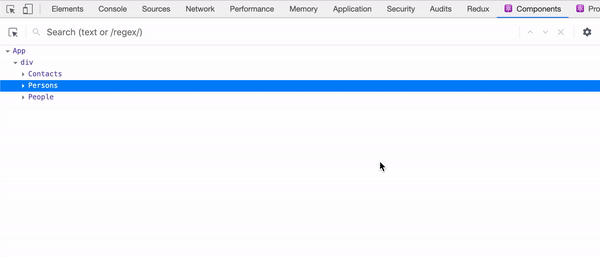 Elements Console Sources Network Performance Memory Application Security Audits Redux Components Pro
Search (text or /regex/)
App
div
Contacts
Persons
People